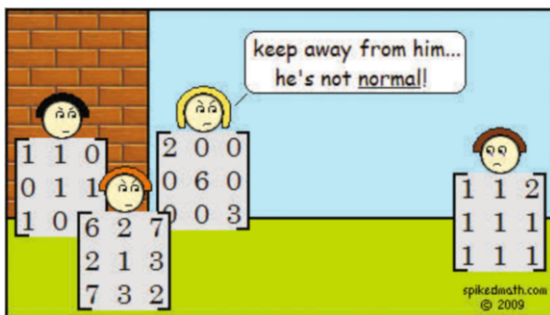 keep away from him...
he's not normal!
1 1 0
0 1 1
1 0
2 0 0
0 6 0
0 0 3
6 2 7
2 1 3
7 3 2
1 1 2
1 1 1
1 1 1
spikedmath.com
© 2009